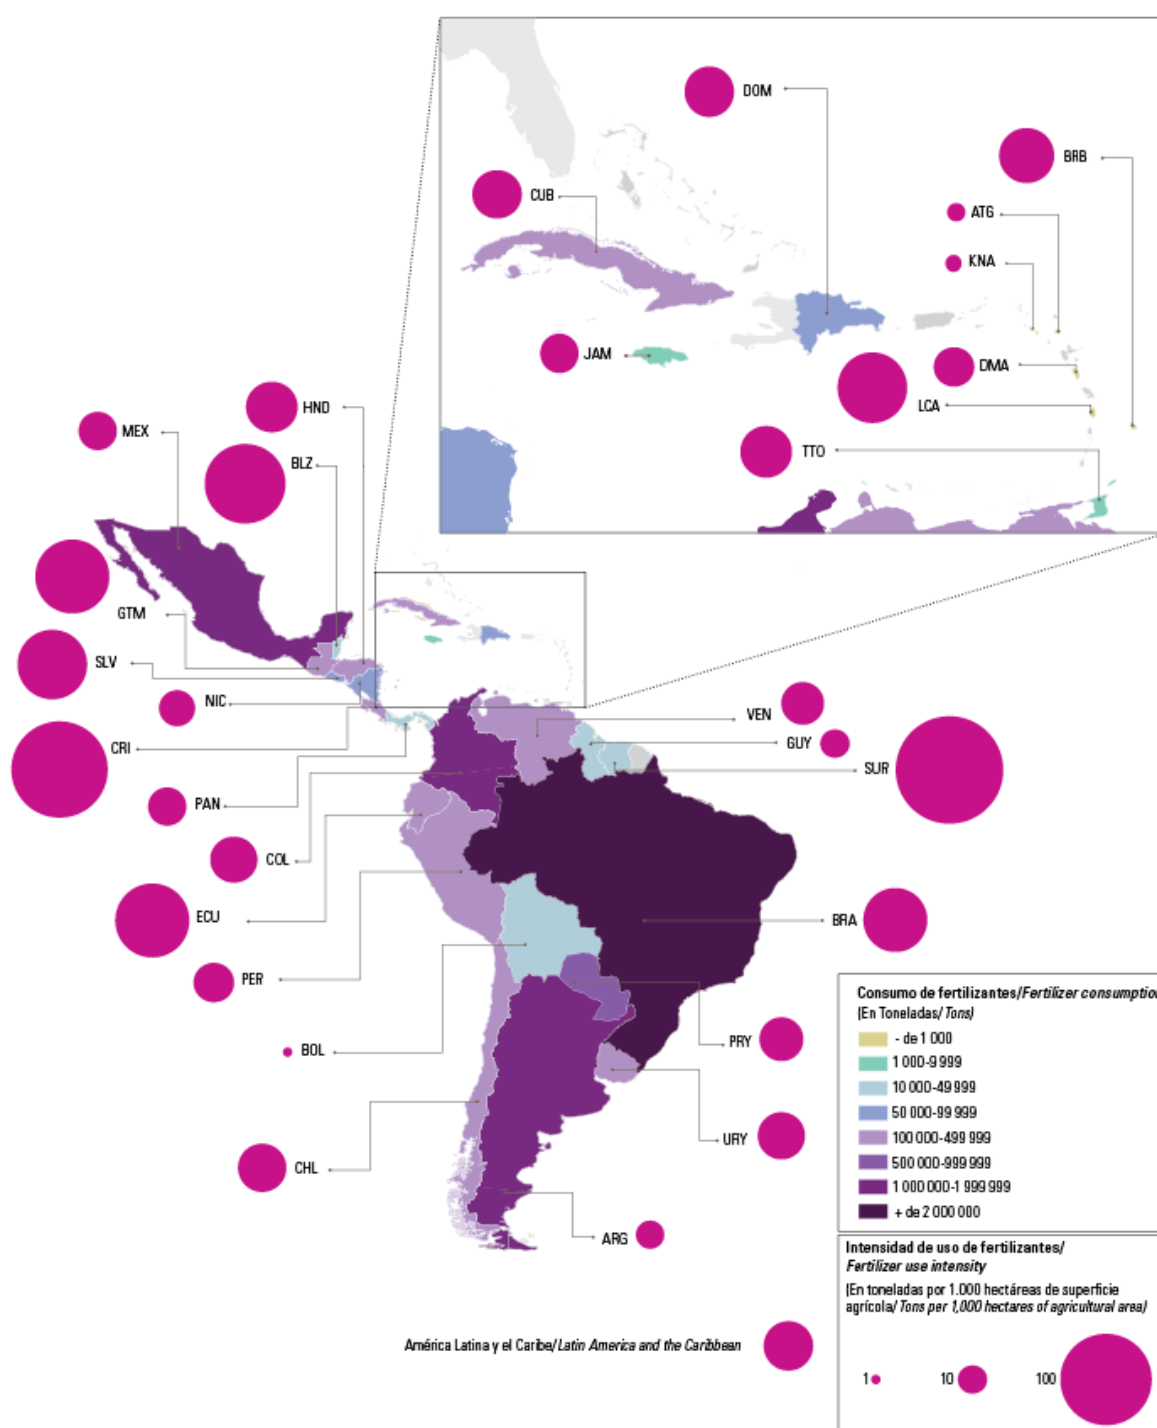 DOM
BRB
CUB
ATG
KNA
JAM
DMA
LCA
TTO
HND
MEX
BLZ
GTM
SLV
NIC
CRI
PAN
COL
ECU
PER
BOL
CHL
VEN
GUY
SUR
BRA
PRY
URY
ARG
Consumo de fertilizantes/Fertilizer consumption
(En Toneladas/Tons)
- de 1 000
1 000-9 999
10 000-49 999
50 000-99 999
100 000-499 999
500 000-999 999
1 000 000-1 999 999
+ de 2 000 000
Intensidad de uso de fertilizantes/
Fertilizer use intensity
(En toneladas por 1.000 hectáreas de superficie
agrícola/Tons per 1,000 hectares of agricultural area)
1
10
100
América Latina y el Caribe/Latin America and the Caribbean